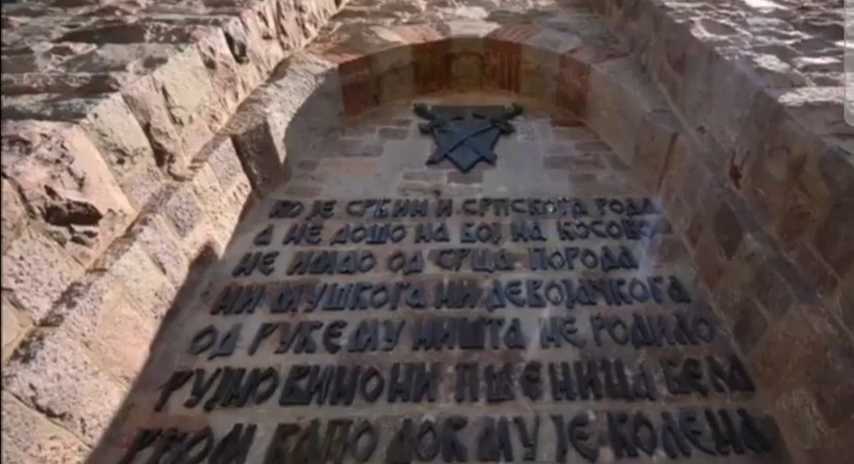 КО ЈЕ СРБИН И СРПСКОГА РОДА
А НЕ ДОШО НА БОЈ НА КОСОВО
НЕ ИМАО ОД СРЦА ПОРОДА
НИ МУШКОГА НИ ДЕВОЈАЧКОГА
ОД РУКЕ МУ НИШТА НЕ РОДИЛО
РУЈНО ВИНО НИ ПШЕНИЦА БЕЛА
РЂОМ КАПО ДОК МУ ЈЕ КОЛЕНА